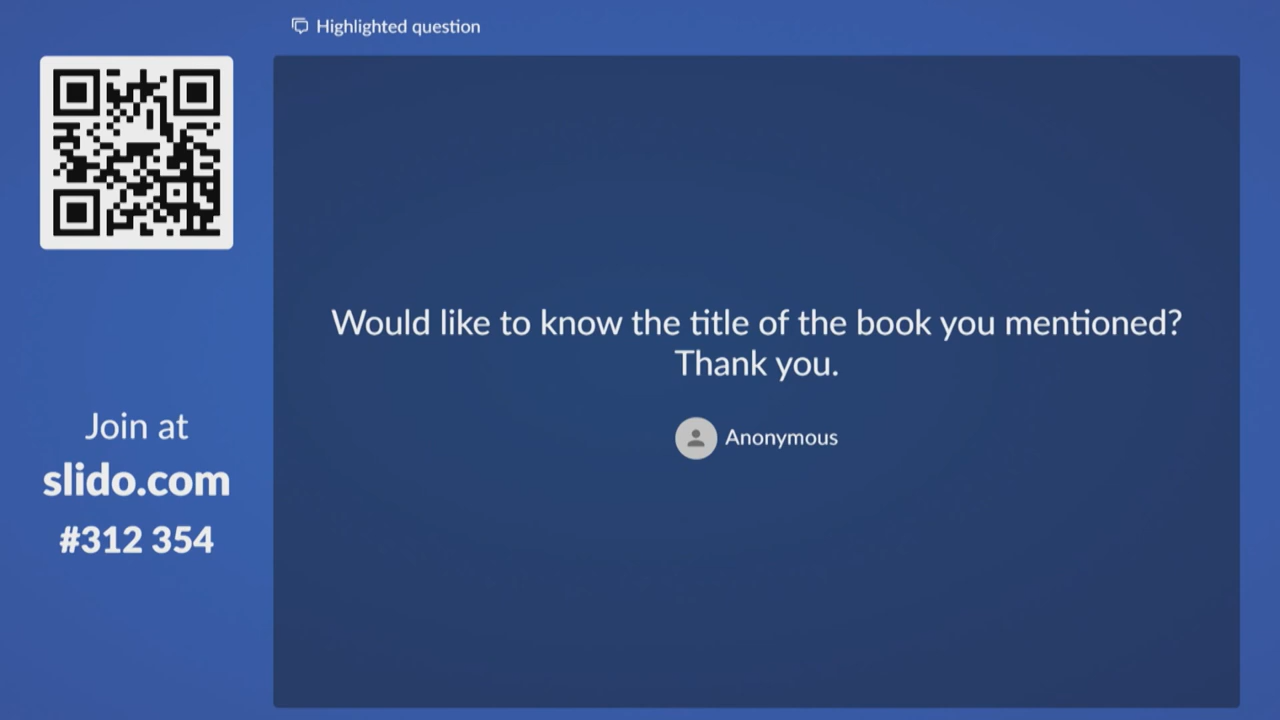 Highlighted question
Would like to know the title of the book you mentioned?
Thank you.
Anonymous
Join at
slido.com
#312 354